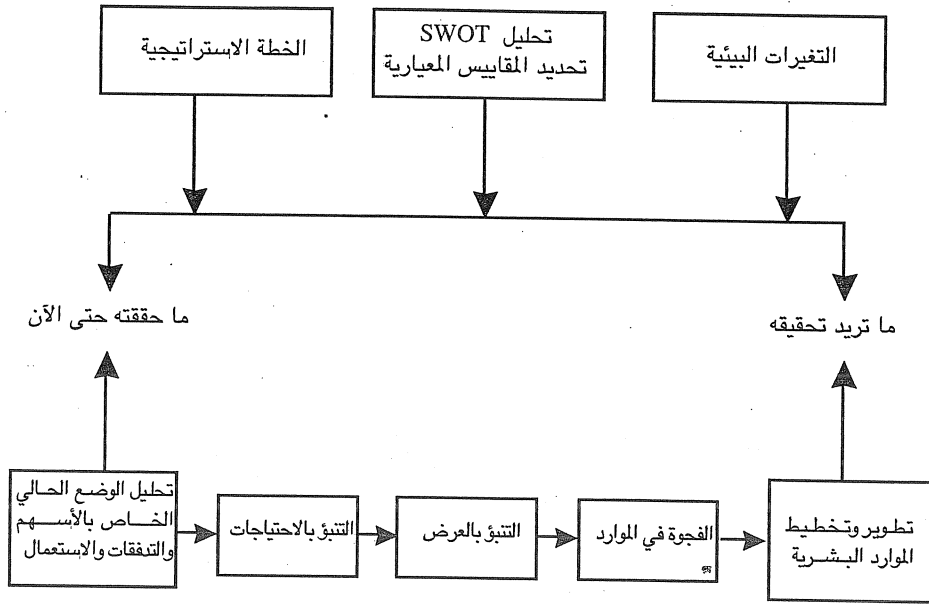 التغيرات البيئية
تحليل SWOT
تحديد المقاييس المعيارية
الخطة الاستراتيجية
ما تريد تحقيقه
ما حققته حتى الآن
تحليل الوضع الحالي
الخاص بالأسهم
والتدفقات والاستعمال
التنبؤ بالاحتياجات
التنبؤ بالعرض
الفجوة في الموارد
تطوير وتخطيط
الموارد البشرية